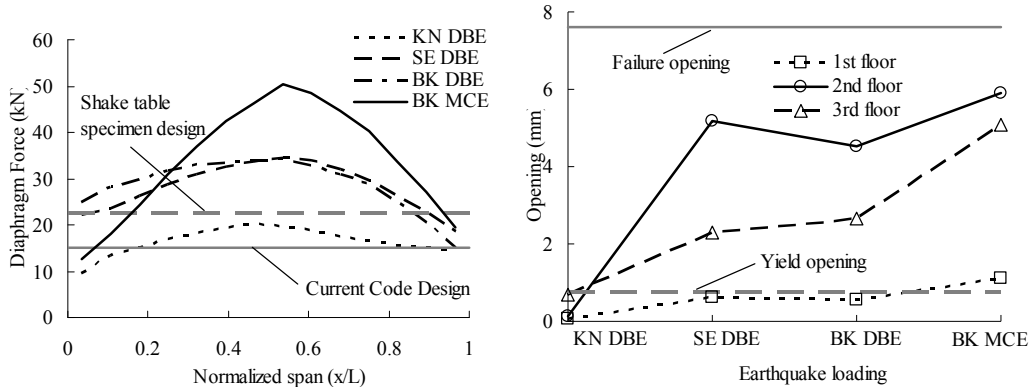 60
50
40
30
20
10
0
Diaphragm Force (kN)
KN DBE
SE DBE
BK DBE
BK MCE
Shake table
specimen design
Current Code Design
0
0.2
0.4
0.6
0.8
1
Normalized span (x/L)
8
6
4
2
0
Opening (mm)
Failure opening
1st floor
2nd floor
3rd floor
Yield opening
KN DBE
SE DBE
BK DBE
BK MCE
Earthquake loading